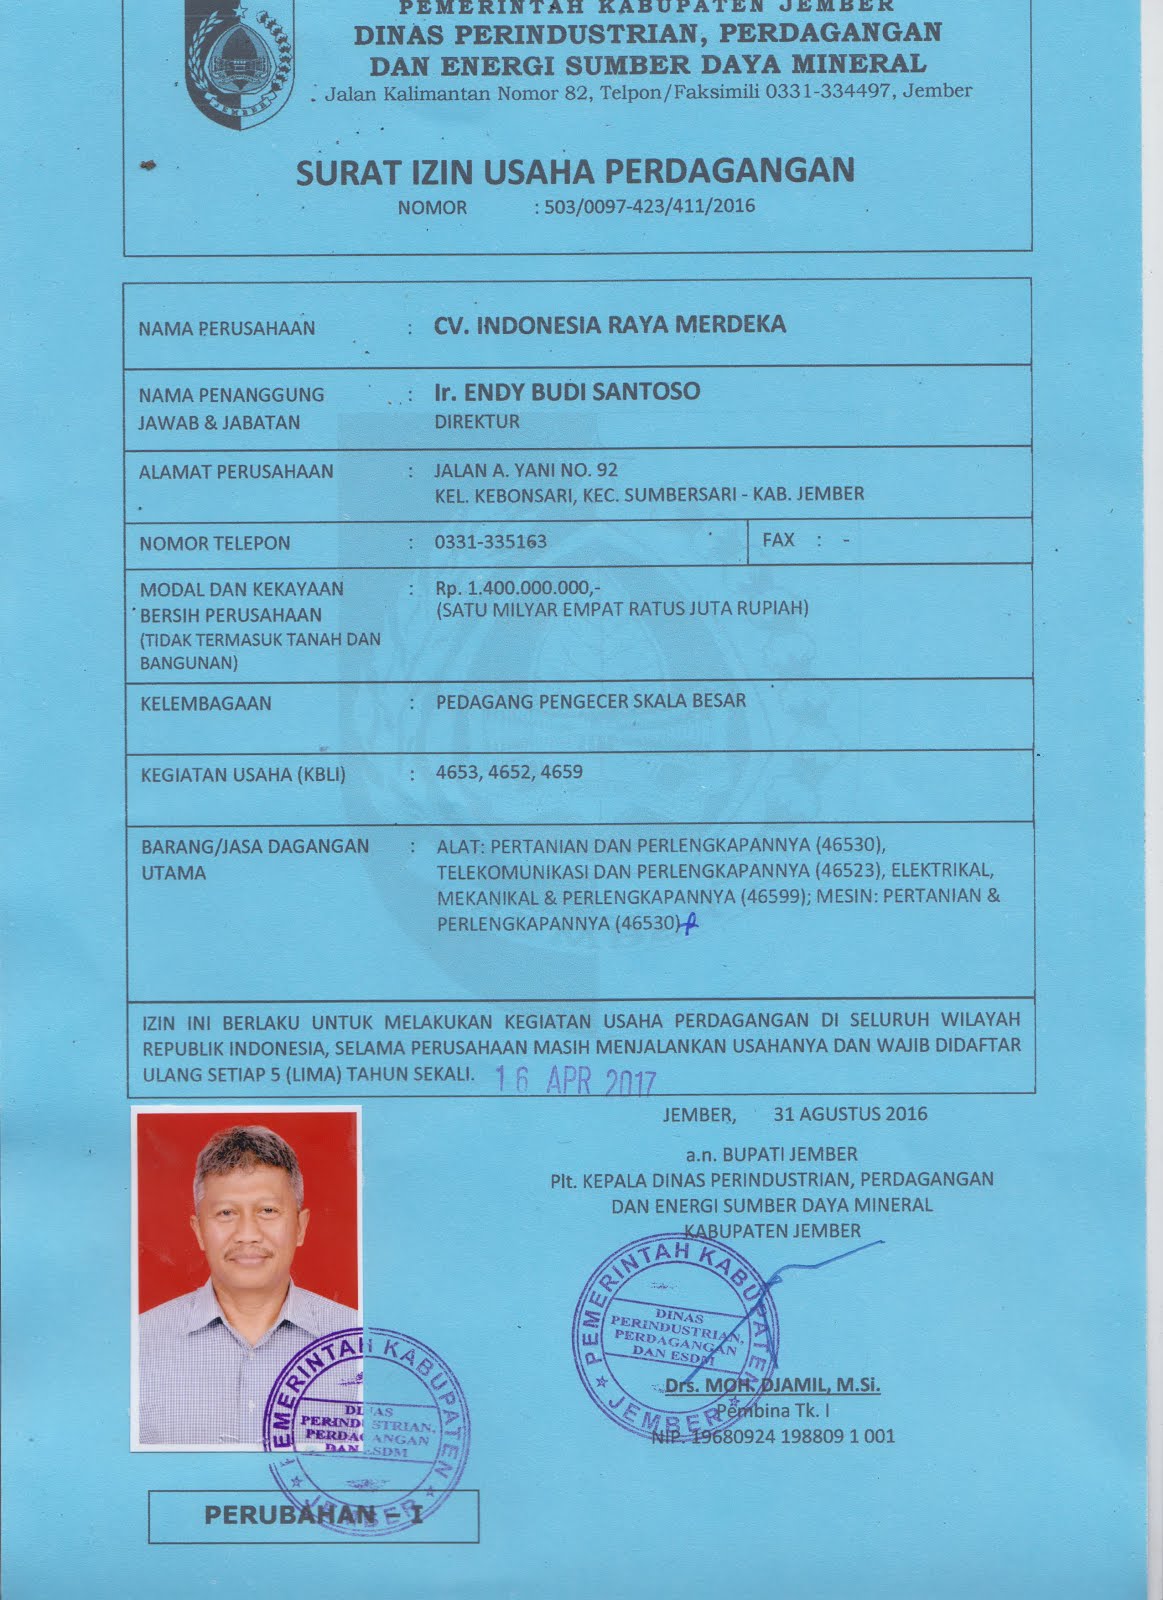 PEMERINTAH KABUPATEN JEMBER
DINAS PERINDUSTRIAN, PERDAGANGAN
DAN ENERGI SUMBER DAYA MINERAL
Jalan Kalimantan Nomor 82, Telpon/Faksimili 0331-334497, Jember
JEMBER
SURAT IZIN USAHA PERDAGANGAN
NOMOR : 503/0097-423/411/2016
NAMA PERUSAHAAN : CV. INDONESIA RAYA MERDEKA
NAMA PENANGGUNG : Ir. ENDY BUDI SANTOSO
JAWAB & JABATAN DIREKTUR
ALAMAT PERUSAHAAN : JALAN A. YANI NO. 92
KEL. KEBONSARI, KEC. SUMBERSARI - KAB. JEMBER
NOMOR TELEPON : 0331-335163 FAX : -
MODAL DAN KEKAYAAN : Rp. 1.400.000.000,-
BERSIH PERUSAHAAN (SATU MILYAR EMPAT RATUS JUTA RUPIAH)
(TIDAK TERMASUK TANAH DAN
BANGUNAN)
KELEMBAGAAN : PEDAGANG PENGECER SKALA BESAR
KEGIATAN USAHA (KBLI) : 4653, 4652, 4659
BARANG/JASA DAGANGAN : ALAT: PERTANIAN DAN PERLENGKAPANNYA (46530),
UTAMA TELEKOMUNIKASI DAN PERLENGKAPANNYA (46523), ELEKTRIKAL,
MEKANIKAL & PERLENGKAPANNYA (46599); MESIN: PERTANIAN &
PERLENGKAPANNYA (46530)
IZIN INI BERLAKU UNTUK MELAKUKAN KEGIATAN USAHA PERDAGANGAN DI SELURUH WILAYAH
REPUBLIK INDONESIA, SELAMA PERUSAHAAN MASIH MENJALANKAN USAHANYA DAN WAJIB DIDAFTAR
ULANG SETIAP 5 (LIMA) TAHUN SEKALI. 16 APR 2017
JEMBER, 31 AGUSTUS 2016
a.n. BUPATI JEMBER
Plt. KEPALA DINAS PERINDUSTRIAN, PERDAGANGAN
DAN ENERGI SUMBER DAYA MINERAL
KABUPATEN JEMBER
PEMERINTAH KABUPATEN
DINAS
PERINDUSTRIAN,
PERDAGANGAN
DAN ESDM
JEMBER
Drs. MOH. DJAMIL, M.Si.
Pembina Tk. I
NIP. 19680924 198809 1 001
PEMERINTAH KABUPATEN
DINAS
PERINDUSTRIAN,
PERDAGANGAN
DAN ESDM
JEMBER
PERUBAHAN - I